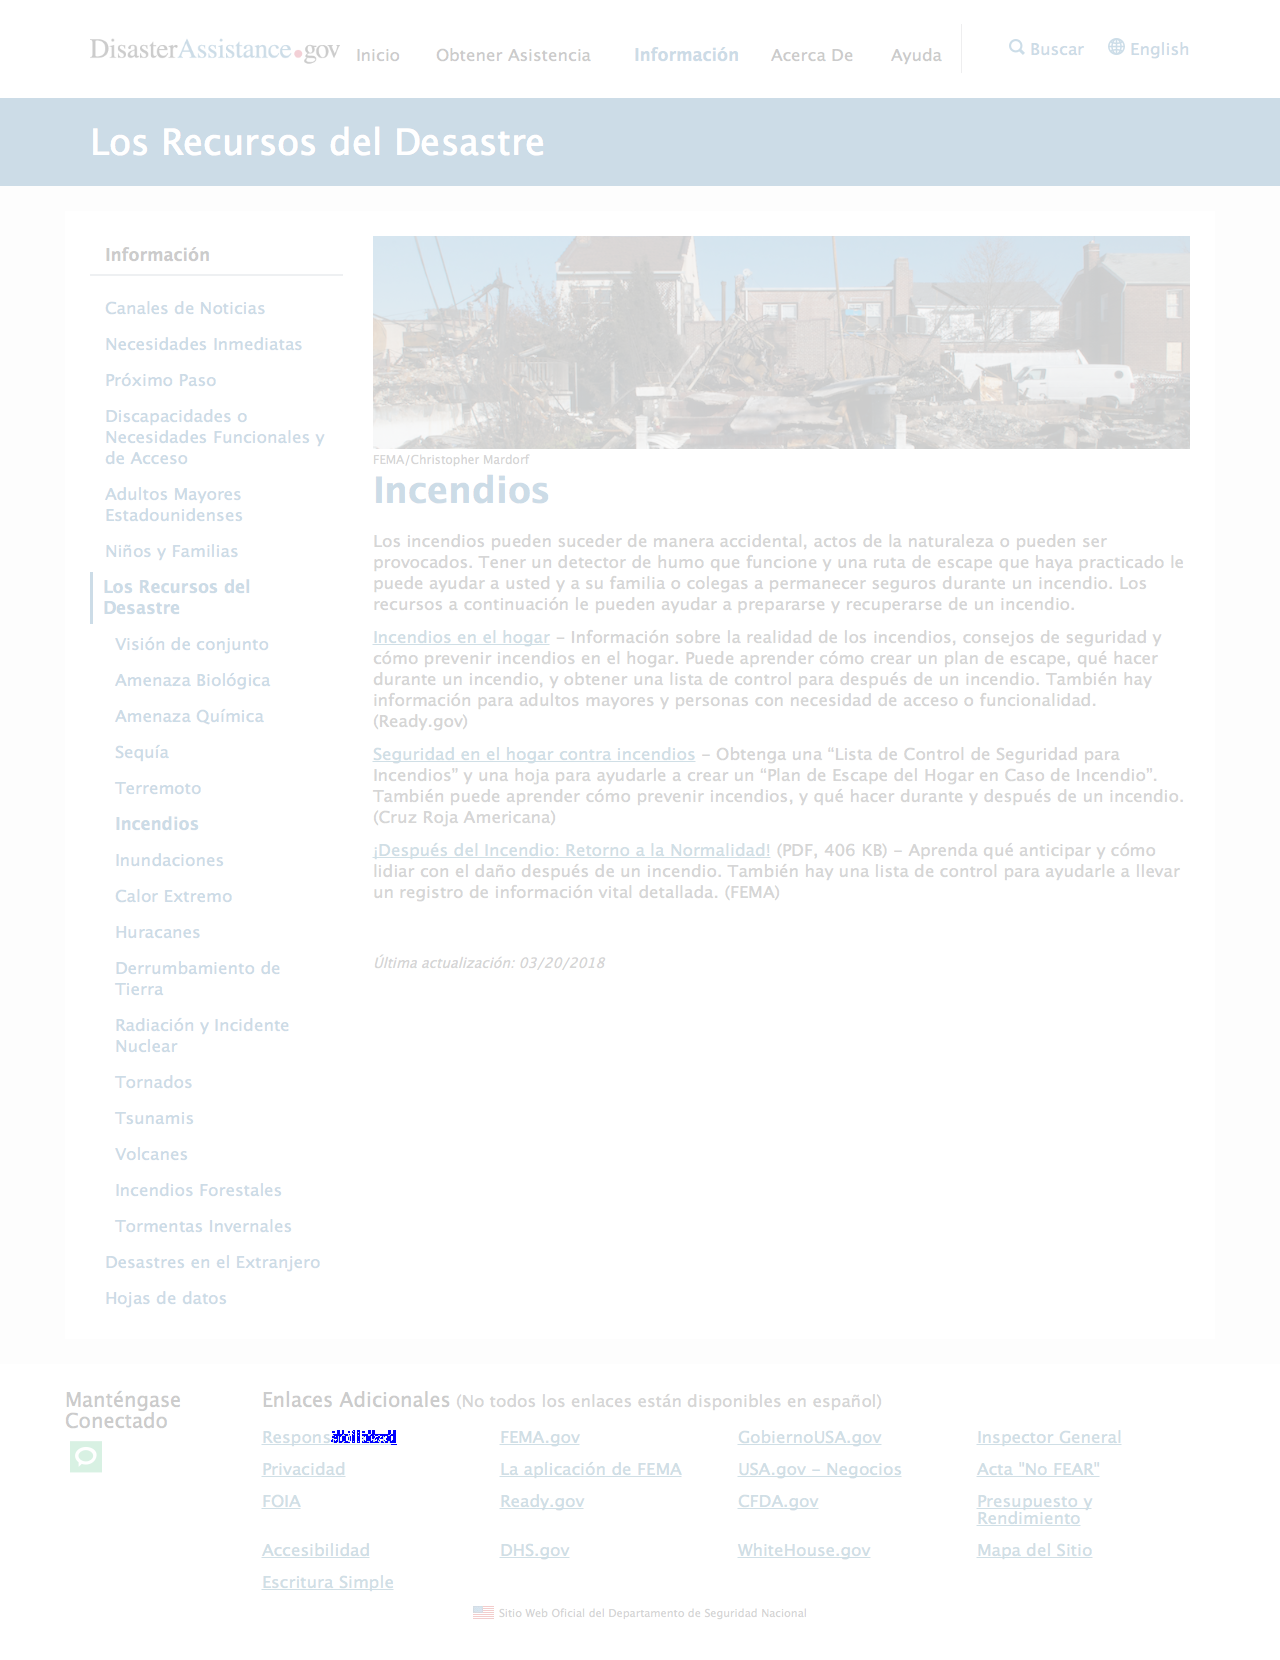 DisasterAssistance.gov
Inicio
Obtener Asistencia
Información
Acerca De
Ayuda
Buscar
English
Los Recursos del Desastre
Información
Canales de Noticias
Necesidades Inmediatas
Próximo Paso
Discapacidades o
Necesidades Funcionales y
de Acceso
Adultos Mayores
Estadounidenses
Niños y Familias
Los Recursos del
Desastre
Visión de conjunto
Amenaza Biológica
Amenaza Química
Sequía
Terremoto
Incendios
Inundaciones
Calor Extremo
Huracanes
Derrumbamiento de
Tierra
Radiación y Incidente
Nuclear
Tornados
Tsunamis
Volcanes
Incendios Forestales
Tormentas Invernales
Desastres en el Extranjero
Hojas de datos
FEMA/Christopher Mardorf
Incendios
Los incendios pueden suceder de manera accidental, actos de la naturaleza o pueden ser
provocados. Tener un detector de humo que funcione y una ruta de escape que haya practicado le
puede ayudar a usted y a su familia o colegas a permanecer seguros durante un incendio. Los
recursos a continuación le pueden ayudar a prepararse y recuperarse de un incendio.
Incendios en el hogar – Información sobre la realidad de los incendios, consejos de seguridad y
cómo prevenir incendios en el hogar. Puede aprender cómo crear un plan de escape, qué hacer
durante un incendio, y obtener una lista de control para después de un incendio. También hay
información para adultos mayores y personas con necesidad de acceso o funcionalidad.
(Ready.gov)
Seguridad en el hogar contra incendios – Obtenga una “Lista de Control de Seguridad para
Incendios” y una hoja para ayudarle a crear un “Plan de Escape del Hogar en Caso de Incendio”.
También puede aprender cómo prevenir incendios, y qué hacer durante y después de un incendio.
(Cruz Roja Americana)
¡Después del Incendio: Retorno a la Normalidad! (PDF, 406 KB) – Aprenda qué anticipar y cómo
lidiar con el daño después de un incendio. También hay una lista de control para ayudarle a llevar
un registro de información vital detallada. (FEMA)
Última actualización: 03/20/2018
Manténgase
Conectado
Enlaces Adicionales (No todos los enlaces están disponibles en español)
FEMA.gov
GobiernoUSA.gov
Inspector General
Privacidad
La aplicación de FEMA
USA.gov – Negocios
Acta "No FEAR"
FOIA
Ready.gov
CFDA.gov
Presupuesto y
Rendimiento
Accesibilidad
DHS.gov
WhiteHouse.gov
Mapa del Sitio
Escritura Simple
Sitio Web Oficial del Departamento de Seguridad Nacional